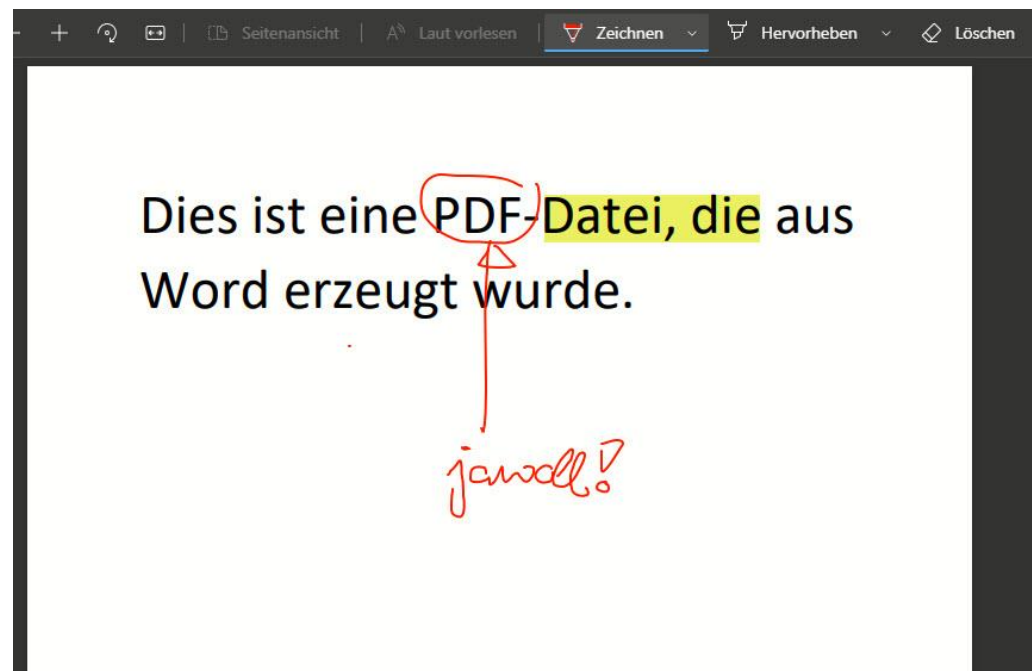 Seitenansicht Laut vorlesen Zeichnen Hervorheben Löschen
Dies ist eine PDF-Datei, die aus
Word erzeugt wurde.
jawoll!